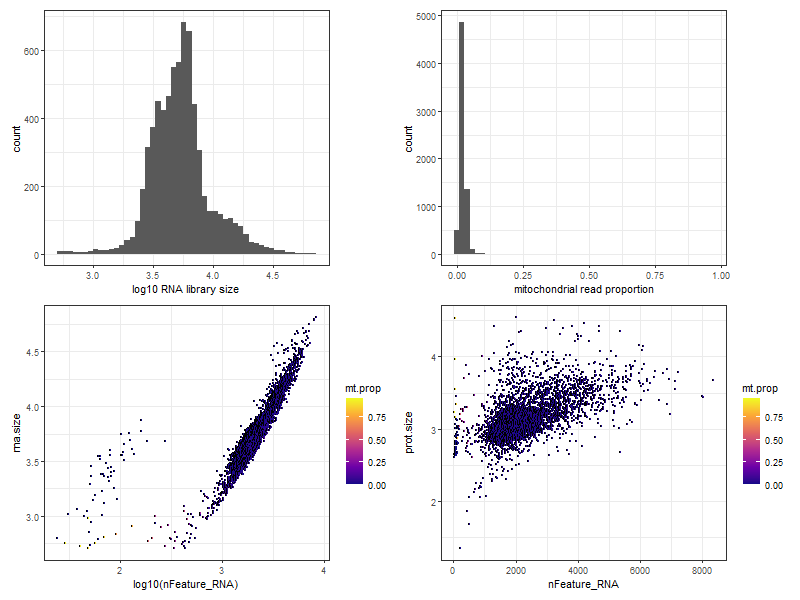 count
600
400
200
0
3.0 3.5 4.0 4.5
log10 RNA library size
count
5000
4000
3000
2000
1000
0
0.00 0.25 0.50 0.75 1.00
mitochondrial read proportion
rna.size
4.5
4.0
3.5
3.0
2 3 4
log10(nFeature_RNA)
mt.prop
0.75
0.50
0.25
0.00
prot.size
4
3
2
0 2000 4000 6000 8000
nFeature_RNA
mt.prop
0.75
0.50
0.25
0.00